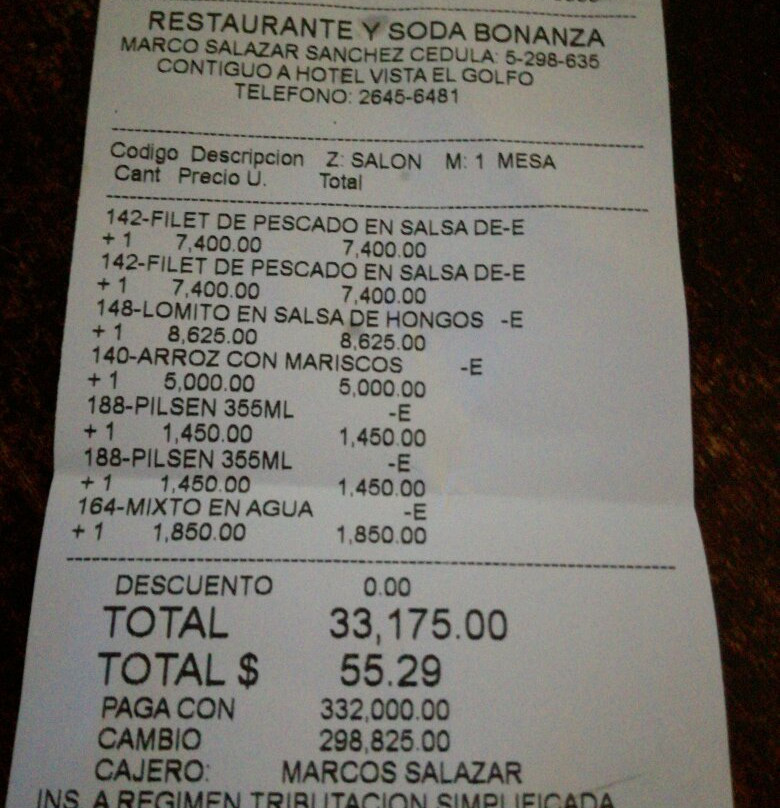 RESTAURANTE Y SODA BONANZA
MARCO SALAZAR SANCHEZ CEDULA: 5-298-635
CONTIGUO A HOTEL VISTA EL GOLFO
TELEFONO: 2645-6481
Codigo Descripcion Z: SALON M: 1 MESA
Cant Precio U. Total
142-FILET DE PESCADO EN SALSA DE-E
+ 1 7,400.00 7,400.00
142-FILET DE PESCADO EN SALSA DE-E
+ 1 7,400.00 7,400.00
148-LOMITO EN SALSA DE HONGOS -E
+ 1 8,625.00 8,625.00
140-ARROZ CON MARISCOS -E
+ 1 5,000.00 5,000.00
188-PILSEN 355ML -E
+ 1 1,450.00 1,450.00
188-PILSEN 355ML -E
+ 1 1,450.00 1,450.00
164-MIXTO EN AGUA -E
+ 1 1,850.00 1,850.00
DESCUENTO 0.00
TOTAL 33,175.00
TOTAL $ 55.29
PAGA CON 332,000.00
CAMBIO 298,825.00
CAJERO: MARCOS SALAZAR
INS. A REGIMEN TRIBUTACION SIMPLIFICADA